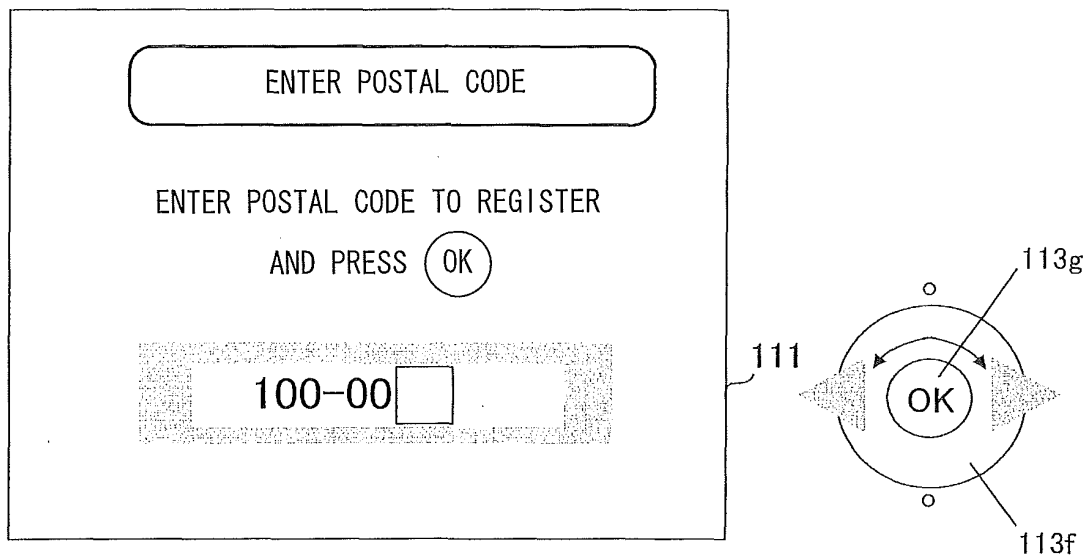 ENTER POSTAL CODE
ENTER POSTAL CODE TO REGISTER
AND PRESS OK
100-00
111
113g
OK
113f